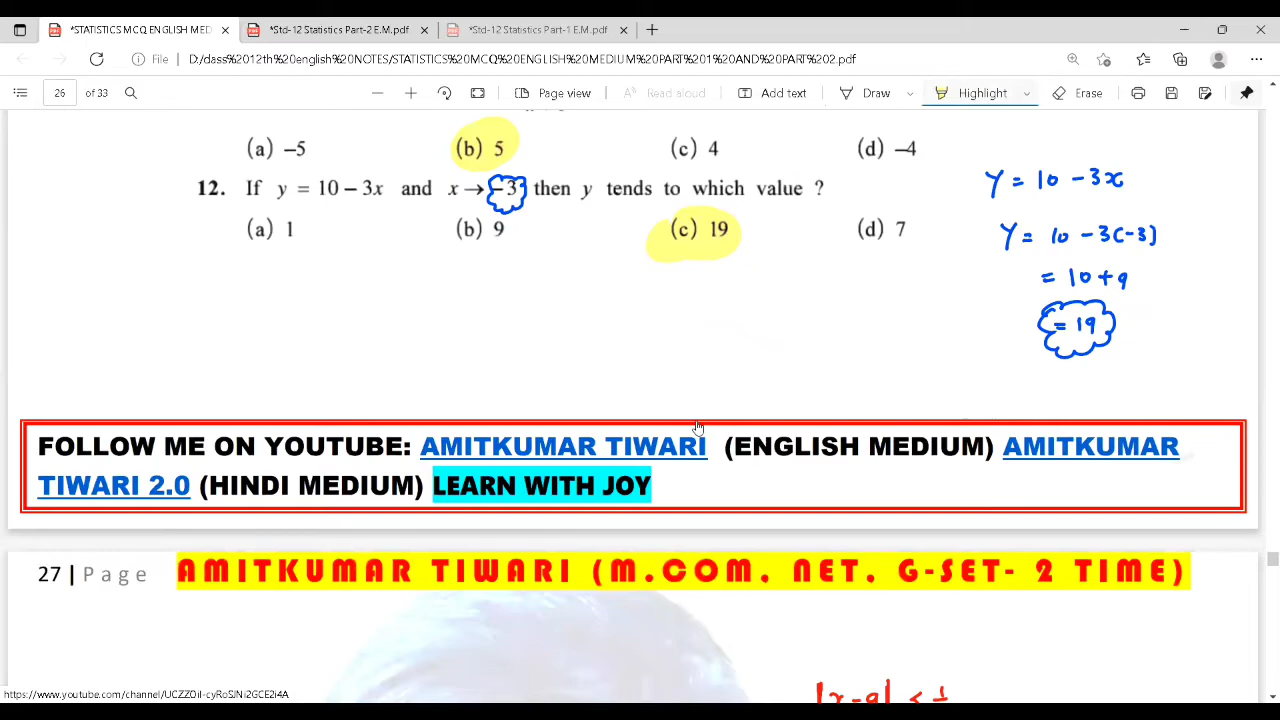 *STATISTICS MCQ ENGLISH MED
*Std-12 Statistics Part-2 E.M.pdf
*Std-12 Statistics Part-1 E.M.pdf
File
D:/dass%2012th%20english%20NOTES/STATISTICS%20MCQ%20ENGLISH%20MEDIUM%20PART%201%20AND%20PART%202.pdf
26 of 33
Page view
Read aloud
Add text
Draw
Highlight
Erase
(a) –5 (b) 5 (c) 4 (d) –4
12. If y = 10 – 3x and x → –3 then y tends to which value ?
(a) 1 (b) 9 (c) 19 (d) 7
Y = 10 - 3x
Y = 10 - 3(-3)
= 10 + 9
= 19
FOLLOW ME ON YOUTUBE: AMITKUMAR TIWARI (ENGLISH MEDIUM) AMITKUMAR
TIWARI 2.0 (HINDI MEDIUM) LEARN WITH JOY
27 | Page
AMITKUMAR TIWARI (M.COM. NET. G-SET- 2 TIME)
https://www.youtube.com/channel/UCZZOiI-cyRoSJNi2GCE2i4A